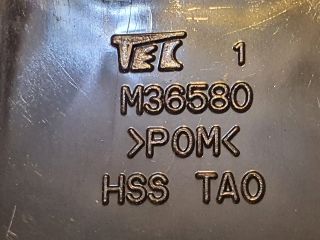 TEC 1
M36580
>POM<
HSS TAO